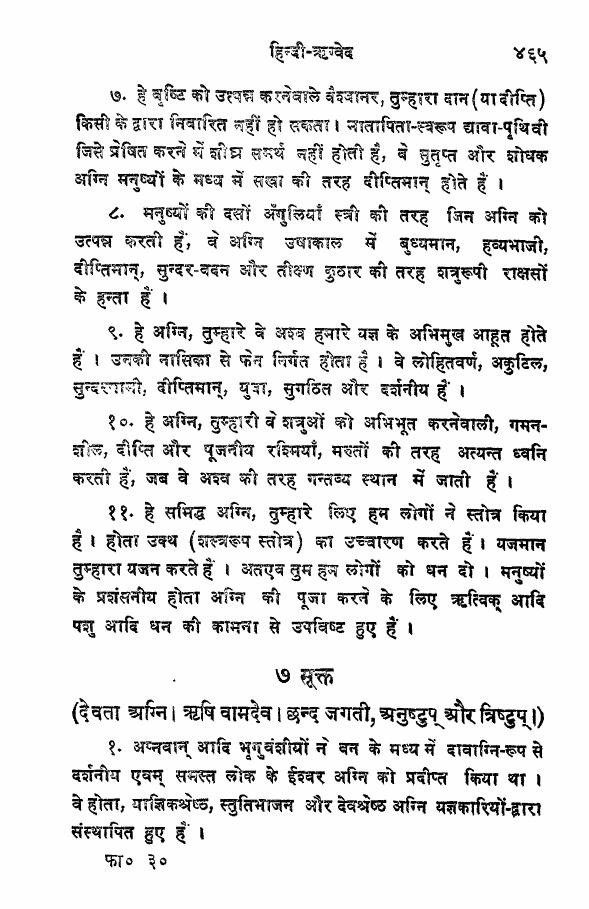 हिन्दी-ऋग्वेद ४६५
७. हे वृष्टि को उत्पन्न करनेवाले वैश्वानर, तुम्हारा दान (या दीप्ति)
किसी के द्वारा निवारित नहीं हो सकता। मातापिता-स्वरूप द्यावा-पृथिवी
जिसे प्रेषित करने में शीघ्र समर्थ नहीं होती हैं, वे सुतृप्त और शोधक
अग्नि मनुष्यों के मध्य में सखा की तरह दीप्तिमान् होते हैं ।
८. मनुष्यों की दसों अँगुलियाँ स्त्री की तरह जिन अग्नि को
उत्पन्न करती हैं, वे अग्नि उषाकाल में बुध्यमान, हव्यभाजी,
दीप्तिमान्, सुन्दर-वदन और तीक्ष्ण कुठार की तरह शत्रुरूपी राक्षसों
के हन्ता हैं ।
९. हे अग्नि, तुम्हारे वे अश्व हमारे यज्ञ के अभिमुख आहूत होते
हैं । उनकी नासिका से फेन निर्गत होता है । वे लोहितवर्ण, अकुटिल,
सुन्दरगामी, दीप्तिमान्, युवा, सुगठित और दर्शनीय हैं ।
१०. हे अग्नि, तुम्हारी वे शत्रुओं को अभिभूत करनेवाली, गमन-
शील, दीप्ति और पूजनीय रश्मियाँ, मरुतों की तरह अत्यन्त ध्वनि
करती हैं, जब वे अश्व की तरह गन्तव्य स्थान में जाती हैं ।
११. हे समिद्ध अग्नि, तुम्हारे लिए हम लोगों ने स्तोत्र किया
है । होता उक्थ (शस्त्ररूप स्तोत्र) का उच्चारण करते हैं । यजमान
तुम्हारा यजन करते हैं । अतएव तुम हम लोगों को धन दो । मनुष्यों
के प्रशंसनीय होता अग्नि की पूजा करने के लिए ऋत्विक् आदि
पशु आदि धन की कामना से उपविष्ट हुए हैं ।
७ सूक्त
(देवता अग्नि। ऋषि वामदेव। छन्द जगती, अनुष्टुप् और त्रिष्टुप्।)
१. अप्नवान् आदि भृगुवंशीयों ने वन के मध्य में दावाग्नि-रूप से
दर्शनीय एवम् समस्त लोक के ईश्वर अग्नि को प्रदीप्त किया था ।
वे होता, याज्ञिकश्रेष्ठ, स्तुतिभाजन और देवश्रेष्ठ अग्नि यज्ञकारियों-द्वारा
संस्थापित हुए हैं ।
फा० ३०